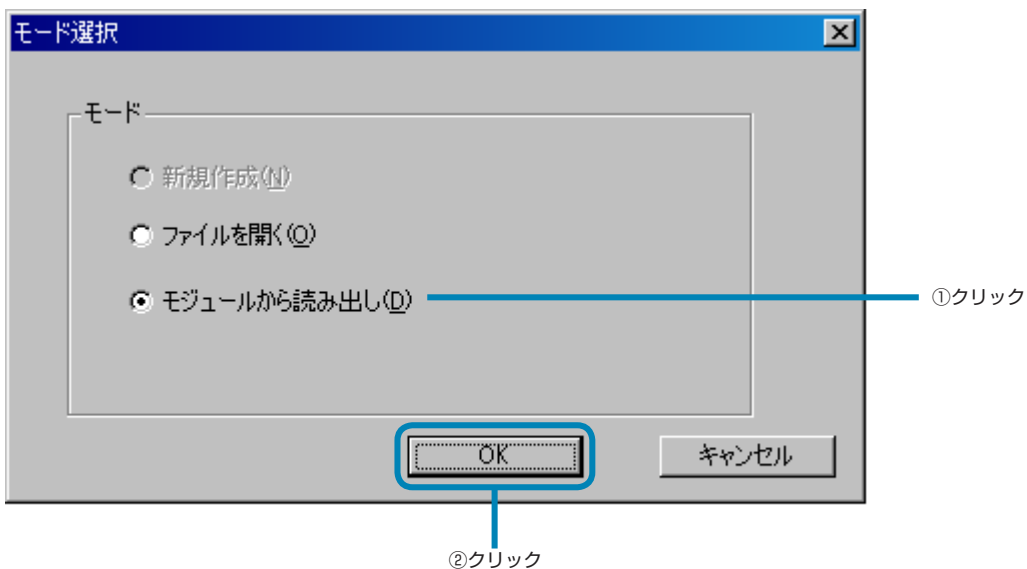 モード選択
モード
新規作成(N)
ファイルを開く(O)
モジュールから読み出し(D)
①クリック
OK
キャンセル
②クリック